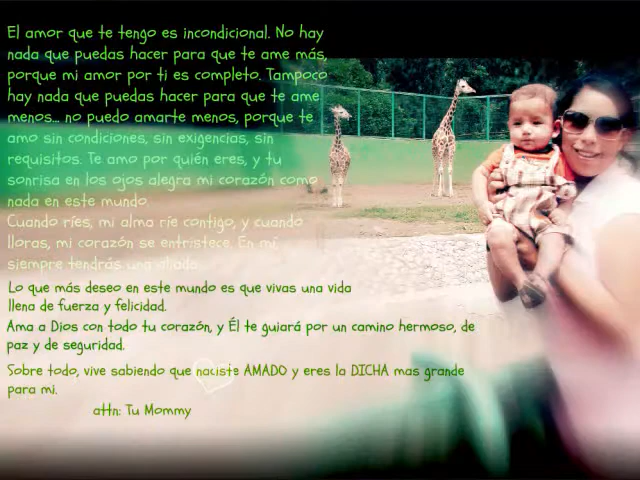 El amor que te tengo es incondicional. No hay
nada que puedas hacer para que te ame más,
porque mi amor por ti es completo. Tampoco
hay nada que puedas hacer para que te ame
menos... no puedo amarte menos, porque te
amo sin condiciones, sin exigencias, sin
requisitos. Te amo por quién eres, y tu
sonrisa en los ojos alegra mi corazón como
nada en este mundo.
Cuando ríes, mi alma ríe contigo, y cuando
lloras, mi corazón se entristece. En mí,
siempre tendrás una aliada.
Lo que más deseo en este mundo es que vivas una vida
llena de fuerza y felicidad.
Ama a Dios con todo tu corazón, y Él te guiará por un camino hermoso, de
paz y de seguridad.
Sobre todo, vive sabiendo que naciste AMADO y eres la DICHA mas grande
para mi.
attn: Tu Mommy